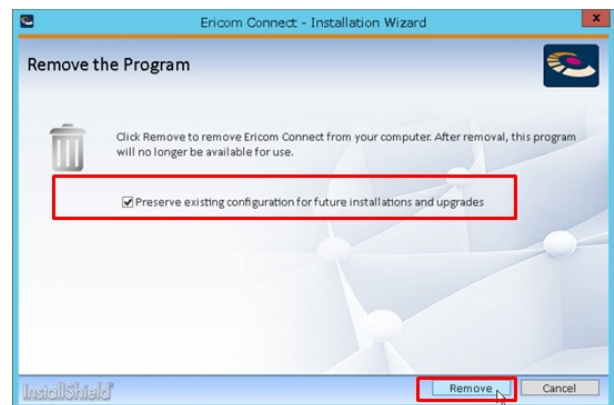 Ericom Connect - Installation Wizard
x
Remove the Program
Click Remove to remove Ericom Connect from your computer. After removal, this program
will no longer be available for use.
Preserve existing configuration for future installations and upgrades
InstallShield
Remove
Cancel